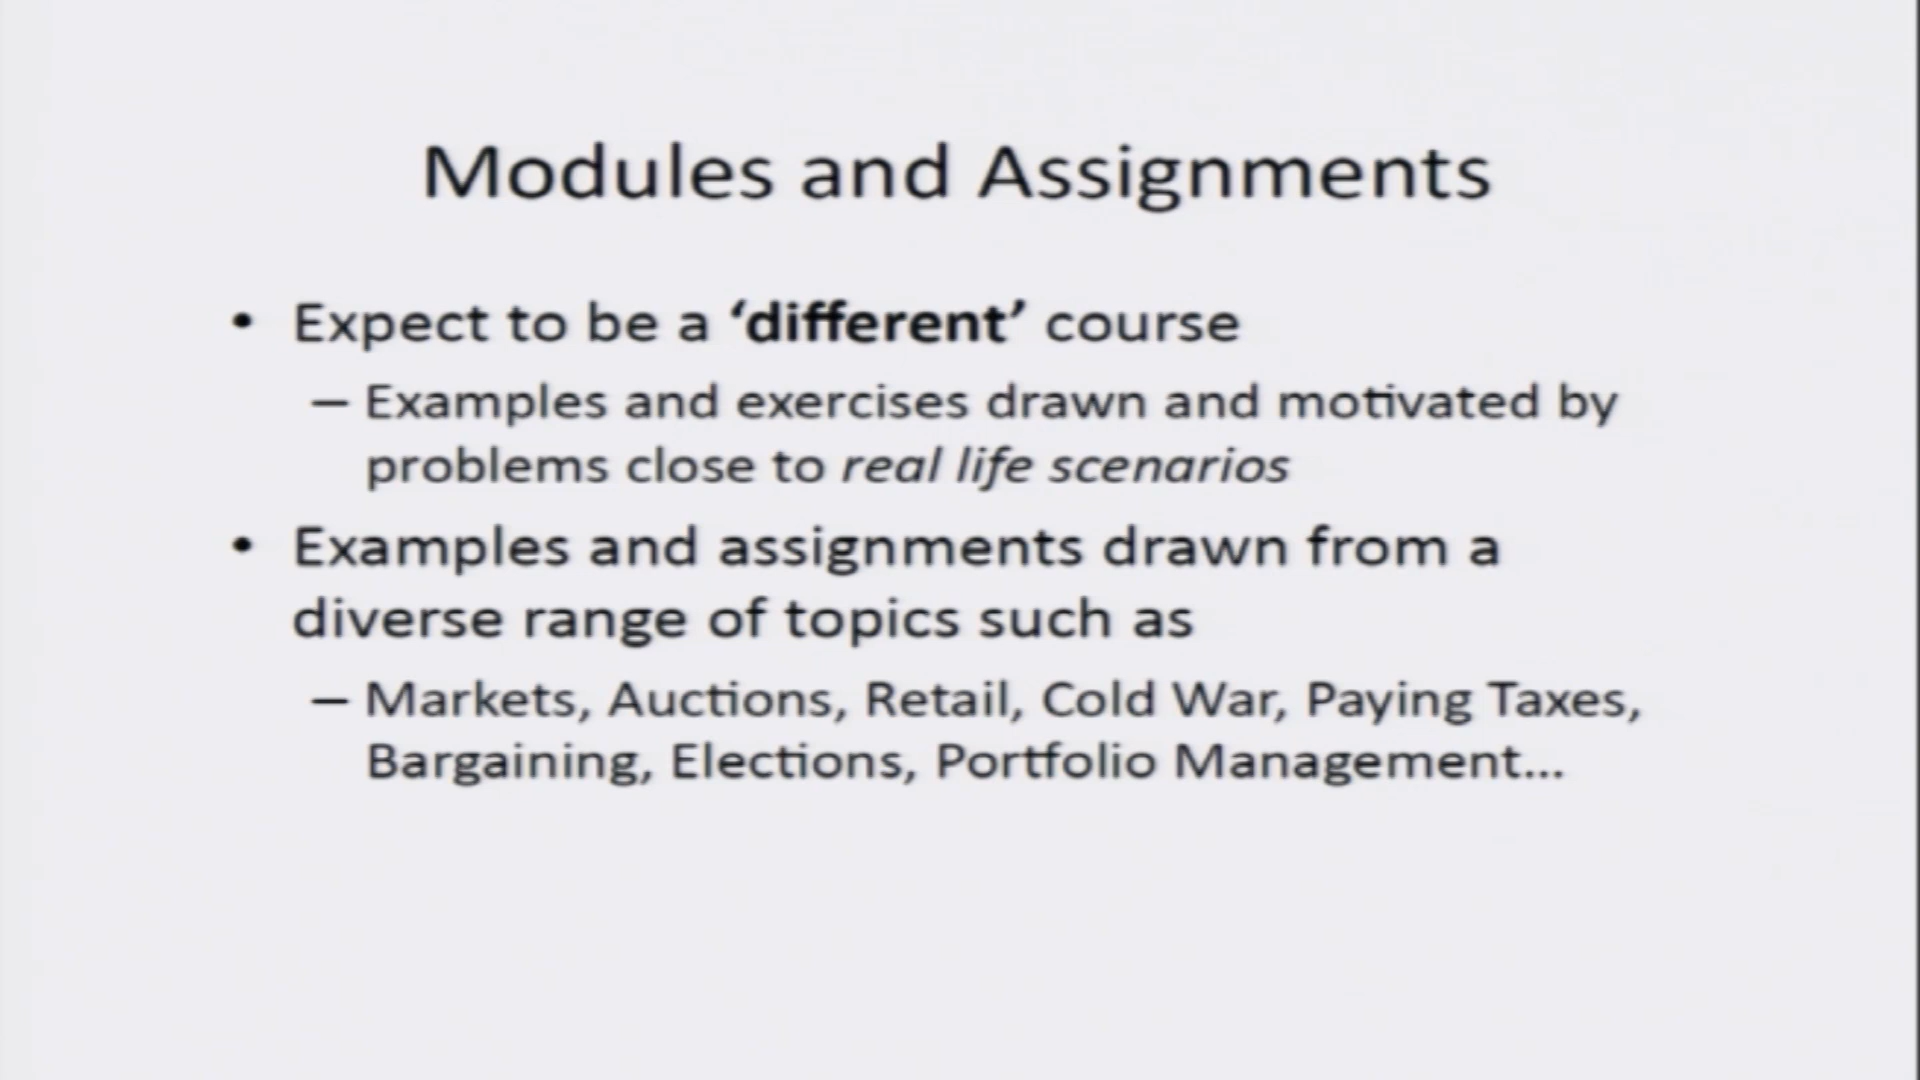 Modules and Assignments
• Expect to be a ‘different’ course
– Examples and exercises drawn and motivated by
problems close to real life scenarios
• Examples and assignments drawn from a
diverse range of topics such as
– Markets, Auctions, Retail, Cold War, Paying Taxes,
Bargaining, Elections, Portfolio Management...